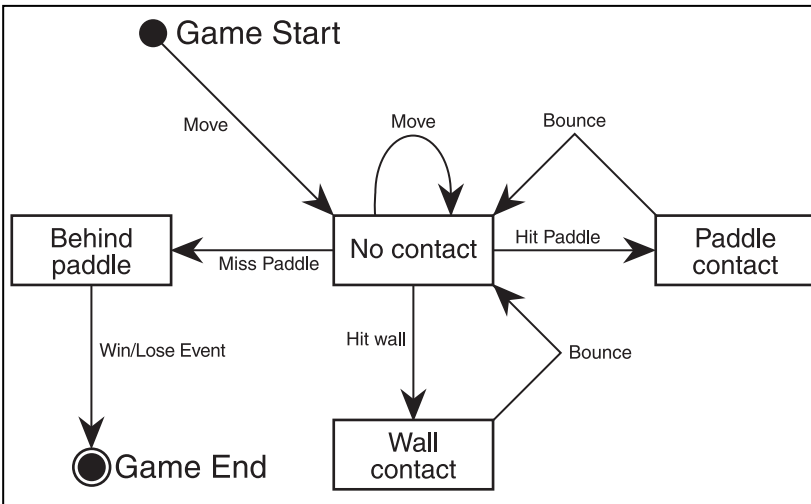 Game Start
Move
Move
Bounce
Behind
paddle
Miss Paddle
No contact
Hit Paddle
Paddle
contact
Win/Lose Event
Hit wall
Bounce
Wall
contact
Game End